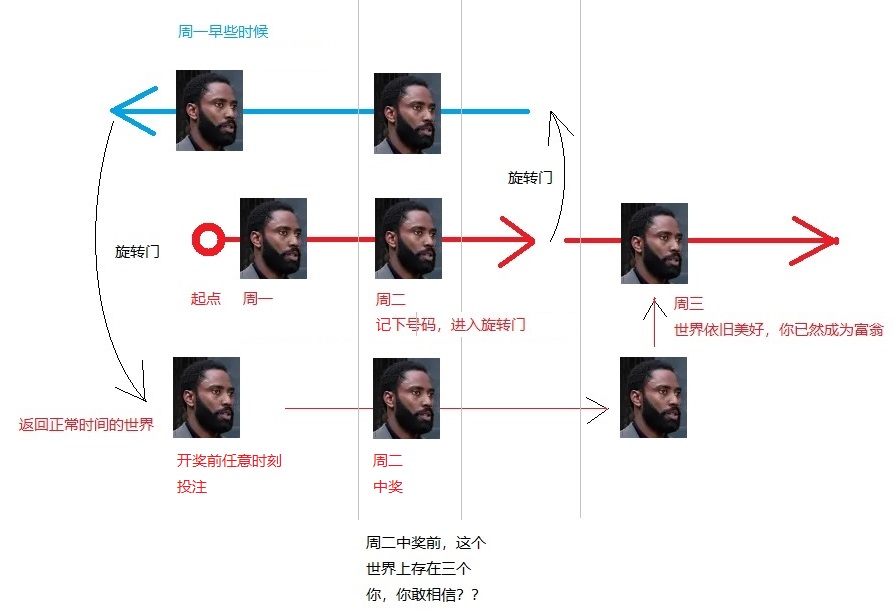 周一早些时候
旋转门
旋转门
起点
周一
周二
记下号码，进入旋转门
周三
世界依旧美好，你已然成为富翁
返回正常时间的世界
开奖前任意时刻
投注
周二
中奖
周二中奖前，这个
世界上存在三个
你，你敢相信？？